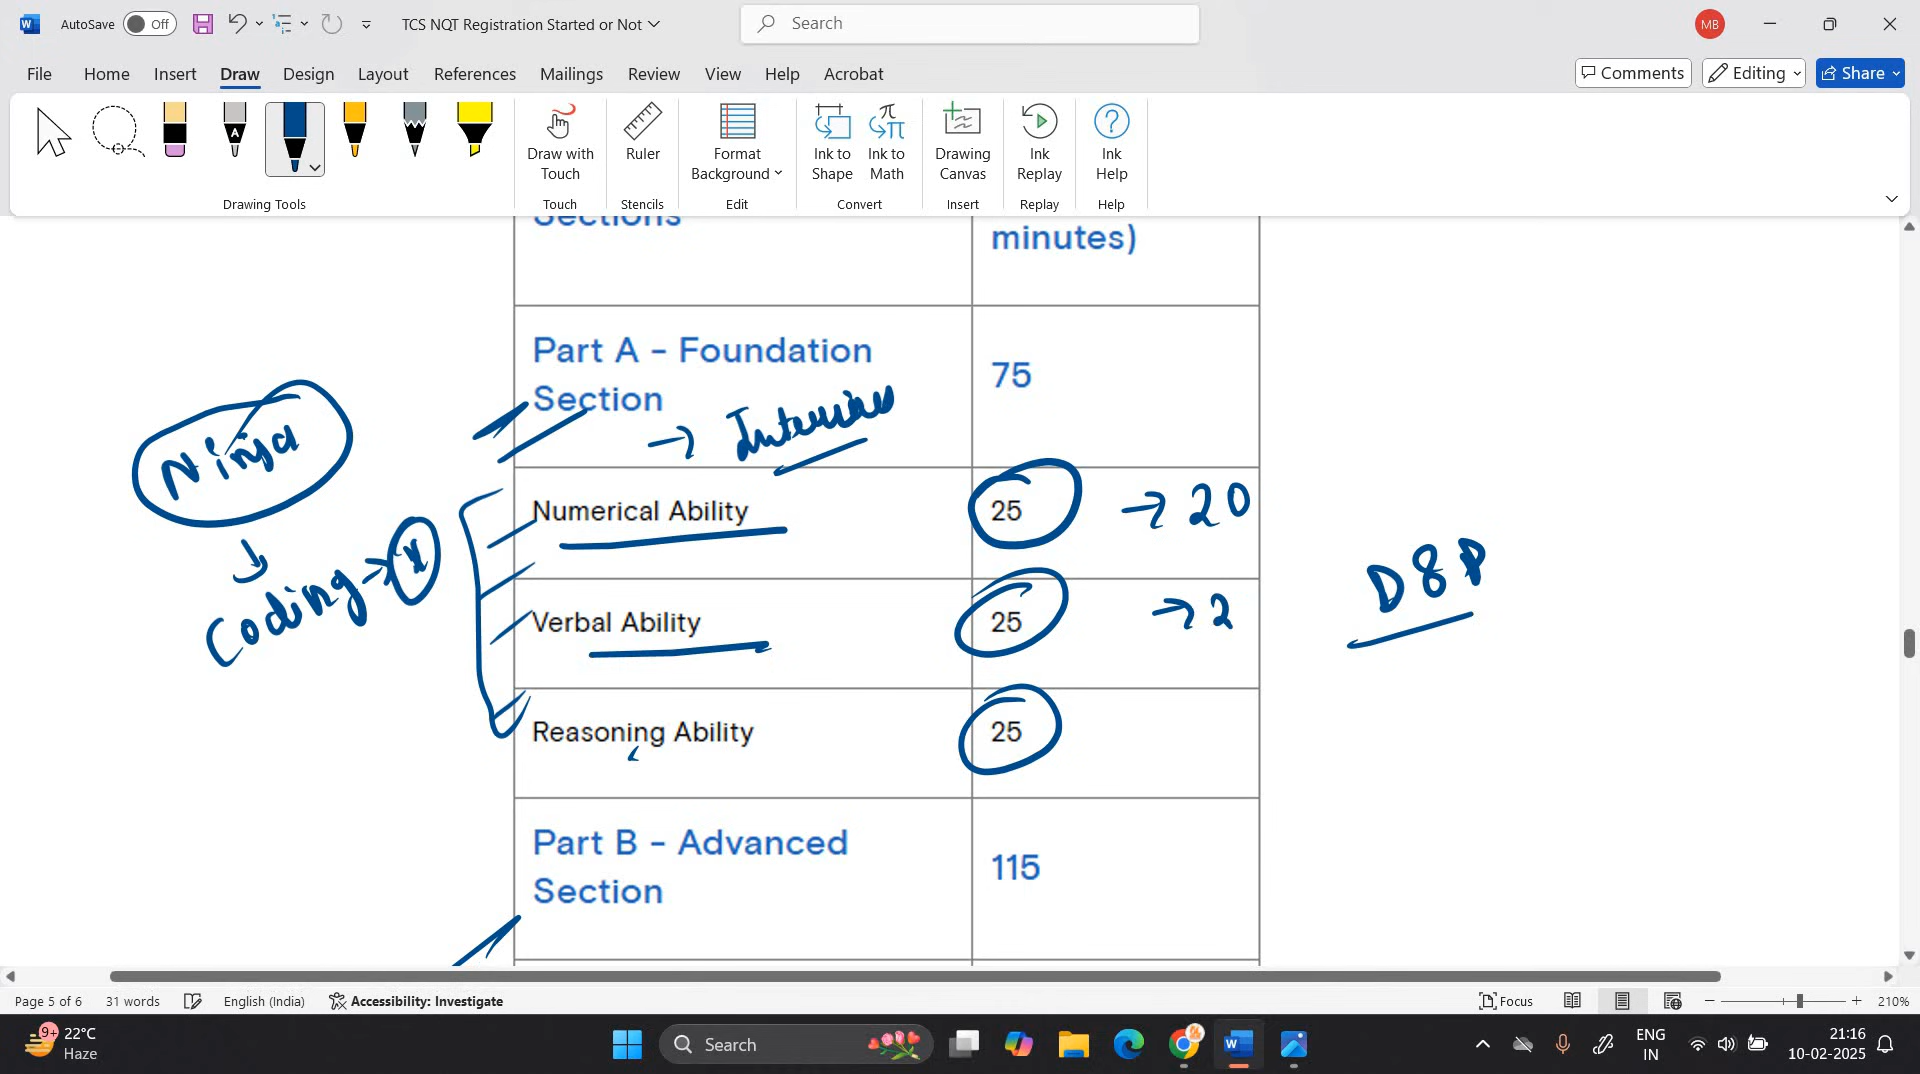 AutoSave Off TCS NQT Registration Started or Not Search MB
File Home Insert Draw Design Layout References Mailings Review View Help Acrobat Comments Editing Share
A
Draw with Touch
Ruler
Format Background
Ink to Shape
Ink to Math
Drawing Canvas
Ink Replay
Ink Help
Drawing Tools Touch Stencils Edit Convert Insert Replay Help
Sections
minutes)
Part A - Foundation Section 75
→ Interview
Ninja
Coding → x
Numerical Ability 25 → 20
Verbal Ability 25 → 2
D8P
Reasoning Ability 25
Part B - Advanced Section 115
Page 5 of 6 31 words English (India) Accessibility: Investigate Focus 210%
9+ 22°C
Haze
Search
ENG
IN
21:16
10-02-2025